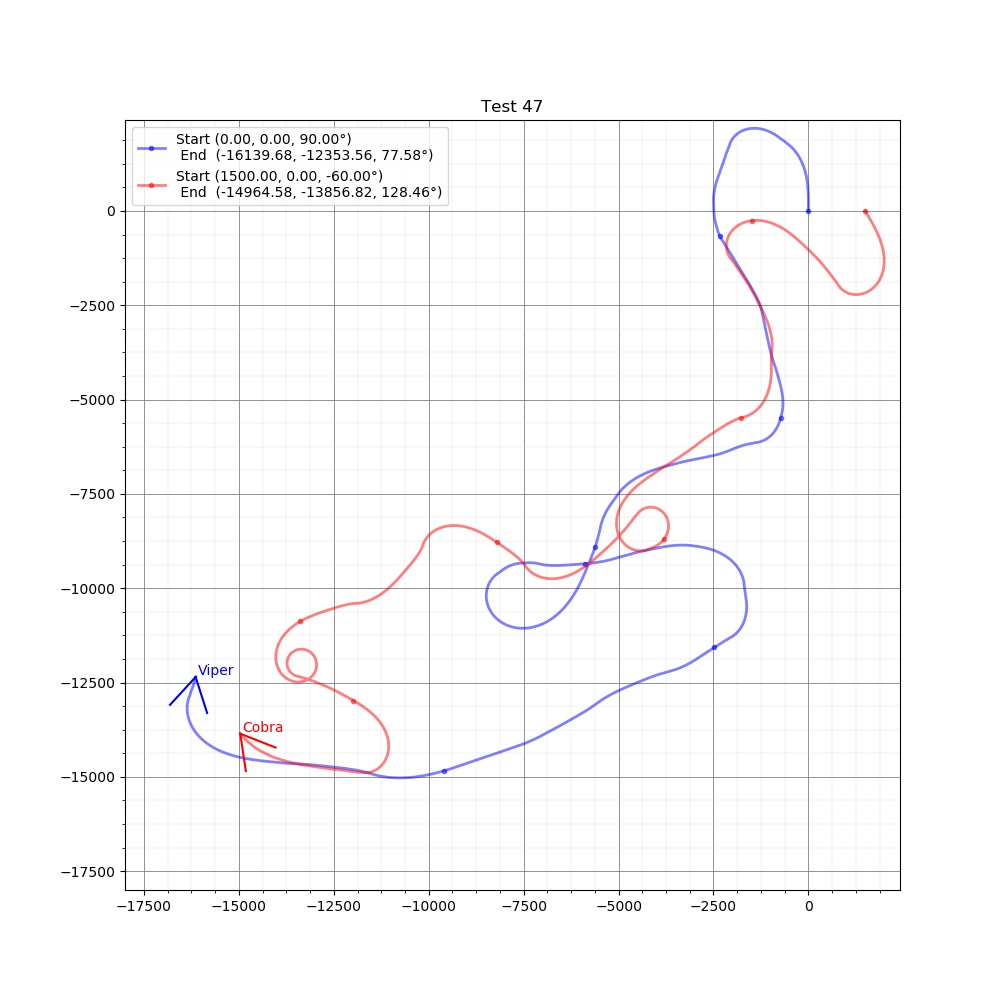 Test 47
Start (0.00, 0.00, 90.00°)
End (-16139.68, -12353.56, 77.58°)
Start (1500.00, 0.00, -60.00°)
End (-14964.58, -13856.82, 128.46°)
0
−2500
−5000
−7500
−10000
−12500
−15000
−17500
Viper
Cobra
−17500 −15000 −12500 −10000 −7500 −5000 −2500 0